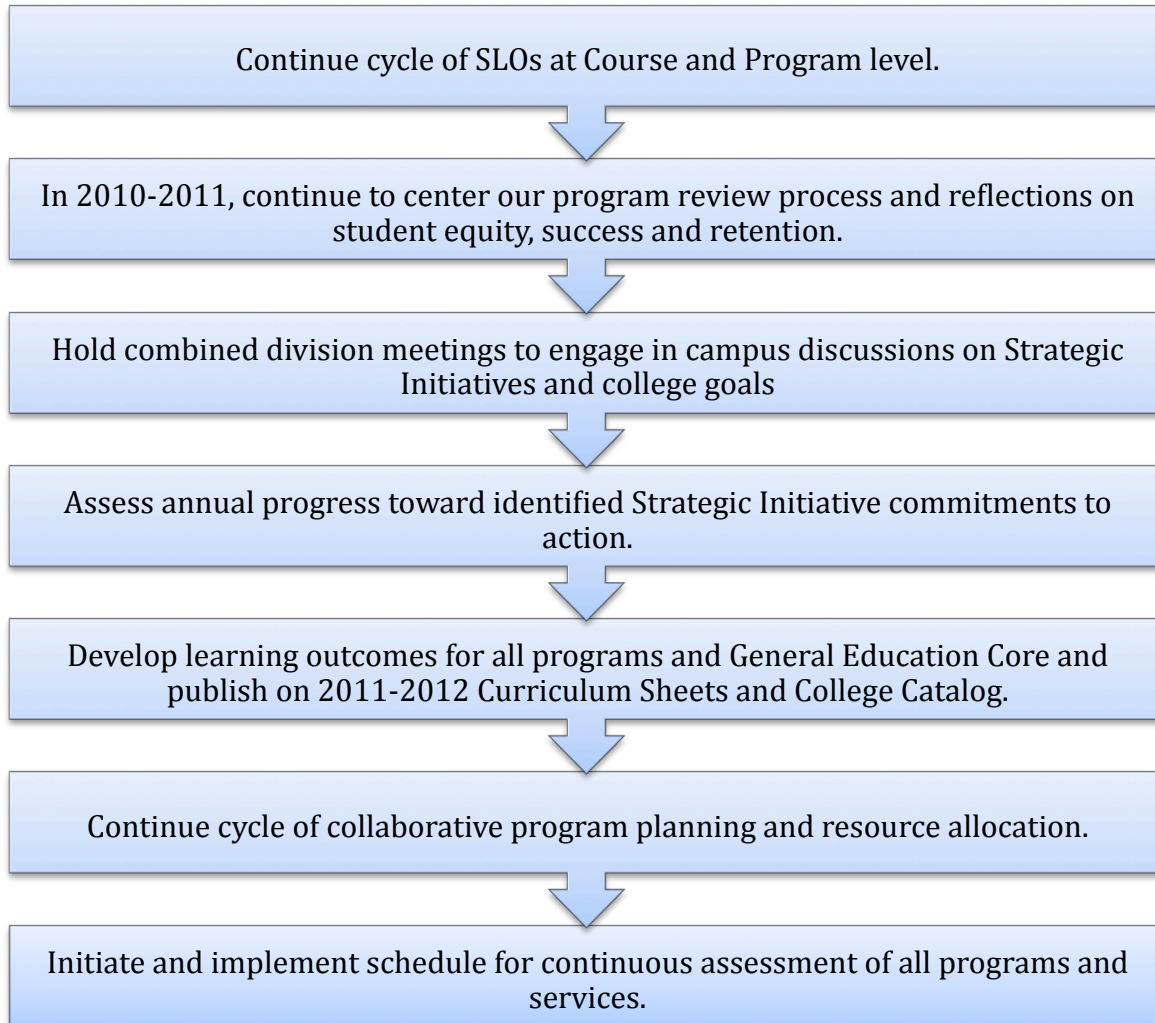 Continue cycle of SLOs at Course and Program level.
In 2010-2011, continue to center our program review process and reflections on
student equity, success and retention.
Hold combined division meetings to engage in campus discussions on Strategic
Initiatives and college goals
Assess annual progress toward identified Strategic Initiative commitments to
action.
Develop learning outcomes for all programs and General Education Core and
publish on 2011-2012 Curriculum Sheets and College Catalog.
Continue cycle of collaborative program planning and resource allocation.
Initiate and implement schedule for continuous assessment of all programs and
services.